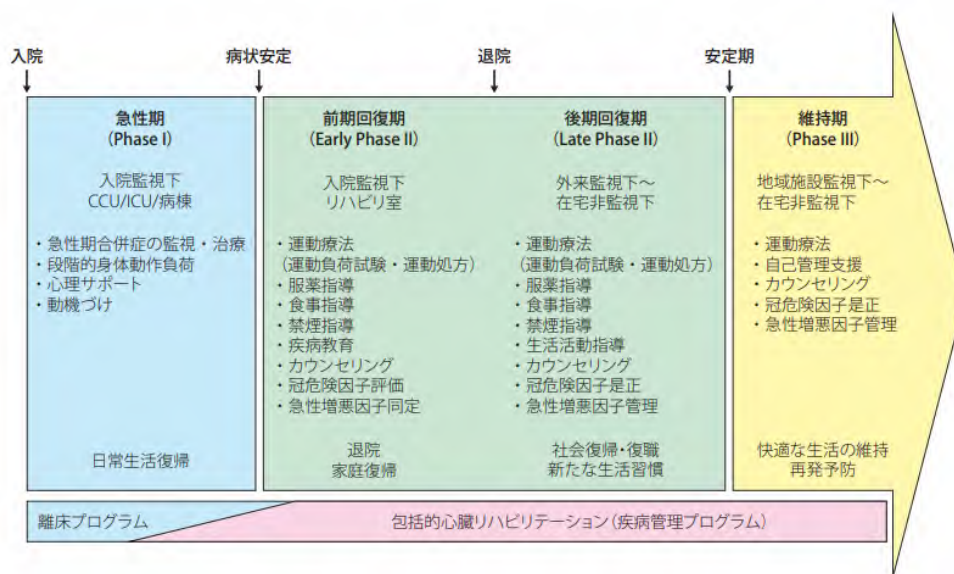 入院
病状安定
退院
安定期
急性期
(Phase I)
入院監視下
CCU/ICU/病棟
・急性期合併症の監視・治療
・段階的身体動作負荷
・心理サポート
・動機づけ
日常生活復帰
前期回復期
(Early Phase II)
入院監視下
リハビリ室
・運動療法
(運動負荷試験・運動処方)
・服薬指導
・食事指導
・禁煙指導
・疾病教育
・カウンセリング
・冠危険因子評価
・急性増悪因子同定
退院
家庭復帰
後期回復期
(Late Phase II)
外来監視下〜
在宅非監視下
・運動療法
(運動負荷試験・運動処方)
・服薬指導
・食事指導
・禁煙指導
・生活活動指導
・カウンセリング
・冠危険因子是正
・急性増悪因子管理
社会復帰・復職
新たな生活習慣
維持期
(Phase III)
地域施設監視下〜
在宅非監視下
・運動療法
・自己管理支援
・カウンセリング
・冠危険因子是正
・急性増悪因子管理
快適な生活の維持
再発予防
離床プログラム
包括的心臓リハビリテーション(疾病管理プログラム)